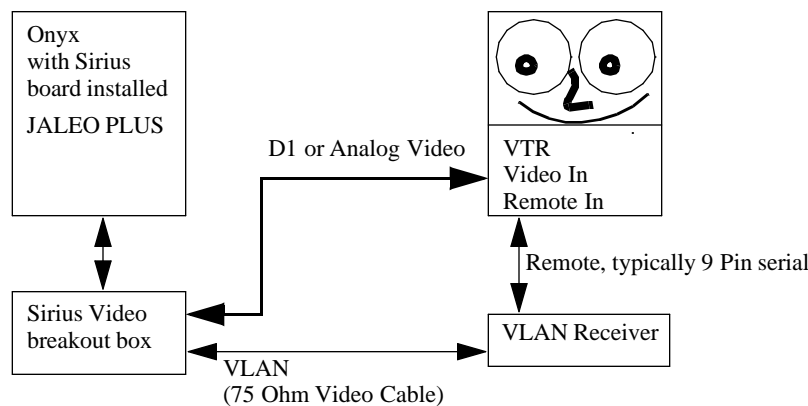 Onyx
with Sirius
board installed
JALEO PLUS
D1 or Analog Video
VTR
Video In
Remote In
Remote, typically 9 Pin serial
Sirius Video
breakout box
VLAN Receiver
VLAN
(75 Ohm Video Cable)